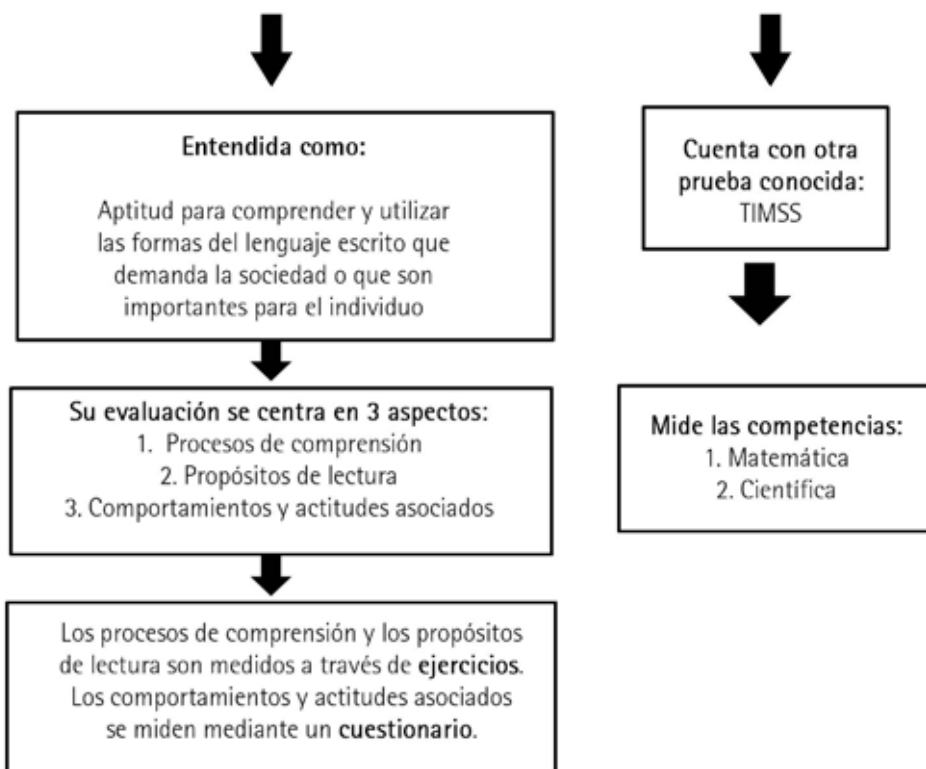 Entendida como:
Aptitud para comprender y utilizar
las formas del lenguaje escrito que
demanda la sociedad o que son
importantes para el individuo
Su evaluación se centra en 3 aspectos:
1. Procesos de comprensión
2. Propósitos de lectura
3. Comportamientos y actitudes asociados
Los procesos de comprensión y los propósitos
de lectura son medidos a través de ejercicios.
Los comportamientos y actitudes asociados
se miden mediante un cuestionario.
Cuenta con otra
prueba conocida:
TIMSS
Mide las competencias:
1. Matemática
2. Científica